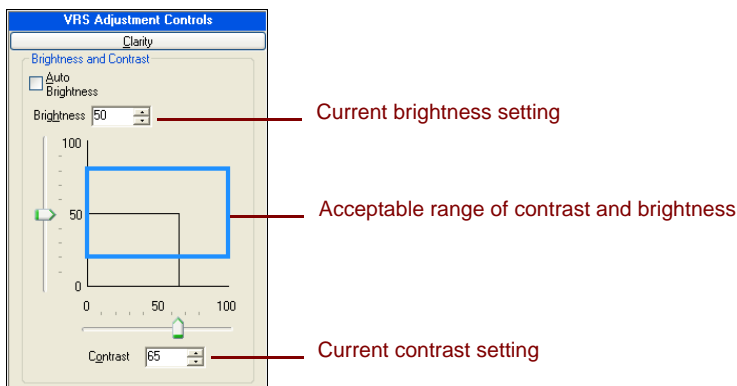 VRS Adjustment Controls
Clarity
Brightness and Contrast
Auto
Brightness
Brightness 50
Current brightness setting
100
50
0
Acceptable range of contrast and brightness
0 50 100
Contrast 65
Current contrast setting